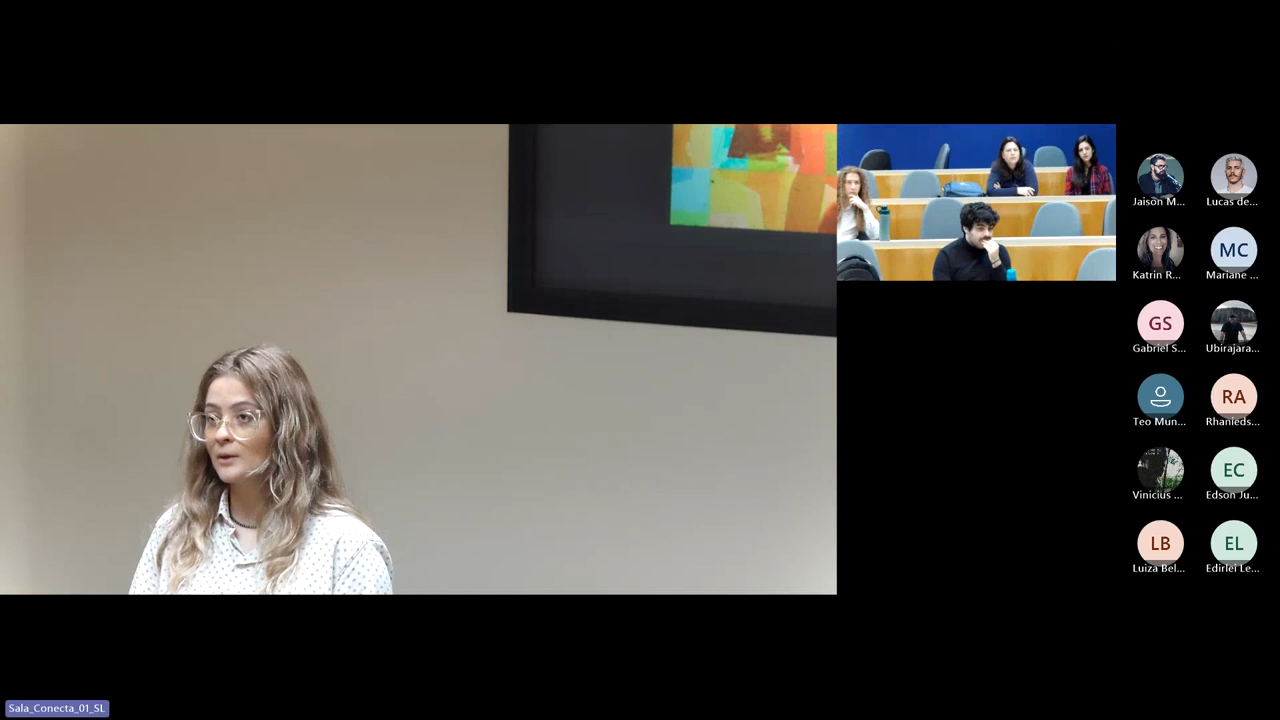 Jaison M...
Lucas de...
Katrin R...
MC
Mariane ...
GS
Gabriel S...
Ubirajara...
Teo Mun...
RA
Rhanieds...
Vinicius ...
EC
Edson Ju...
LB
Luiza Bel...
EL
Edirlei Le...
Sala_Conecta_01_SL